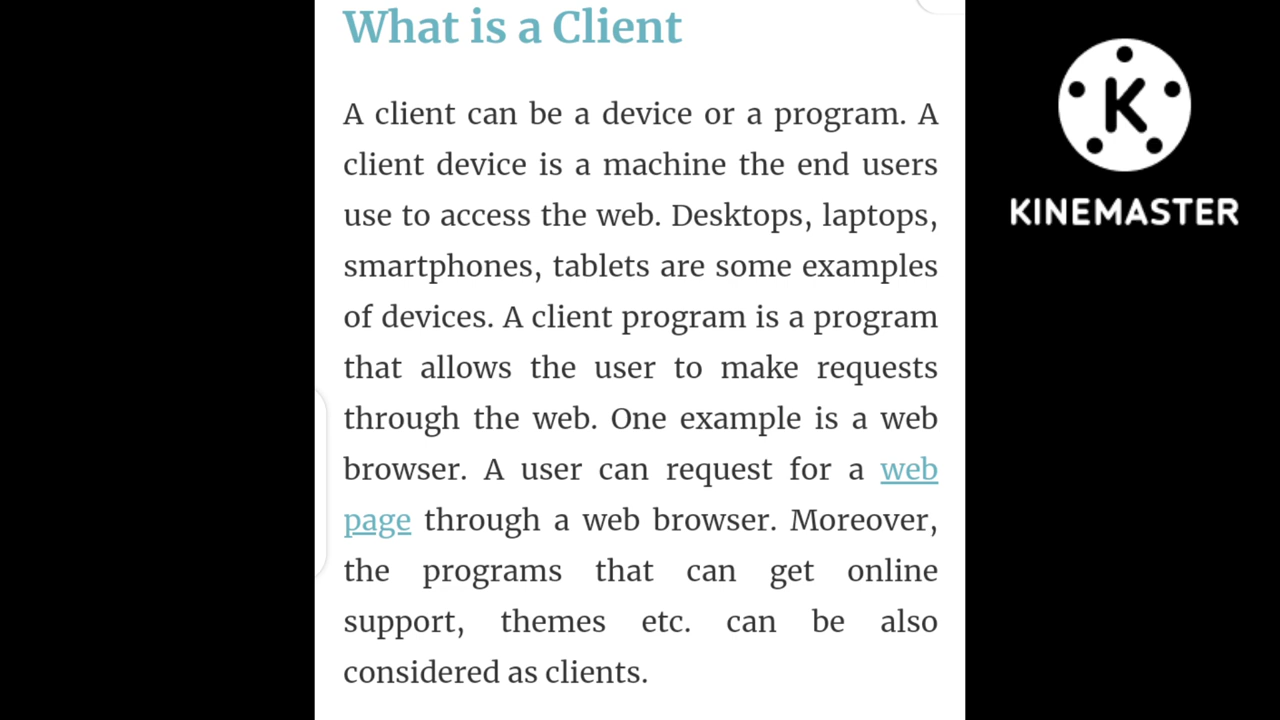 What is a Client
A client can be a device or a program. A
client device is a machine the end users
use to access the web. Desktops, laptops,
smartphones, tablets are some examples
of devices. A client program is a program
that allows the user to make requests
through the web. One example is a web
browser. A user can request for a web
page through a web browser. Moreover,
the programs that can get online
support, themes etc. can be also
considered as clients.
K
KINEMASTER